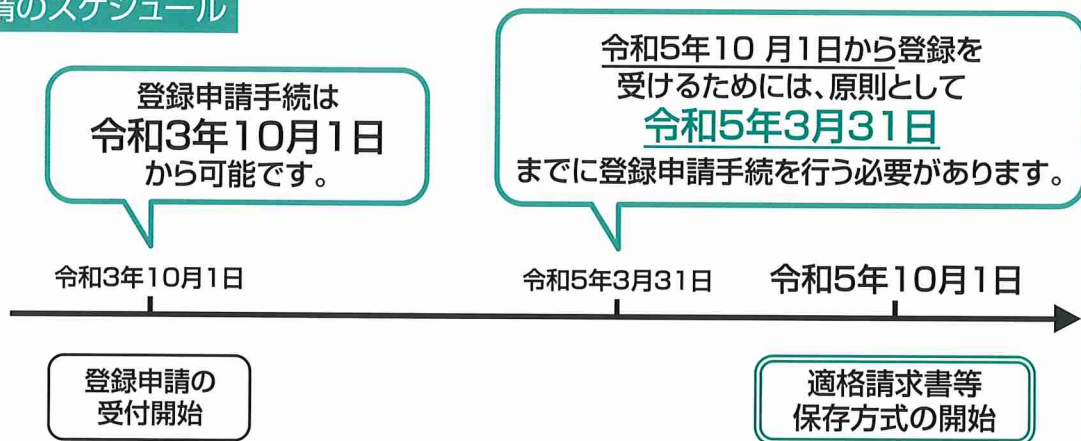 請のスケジュール
登録申請手続は
令和3年10月1日
から可能です。
令和5年10 月1日から登録を
受けるためには、原則として
令和5年3月31日
までに登録申請手続を行う必要があります。
令和3年10月1日
令和5年3月31日
令和5年10月1日
登録申請の
受付開始
適格請求書等
保存方式の開始